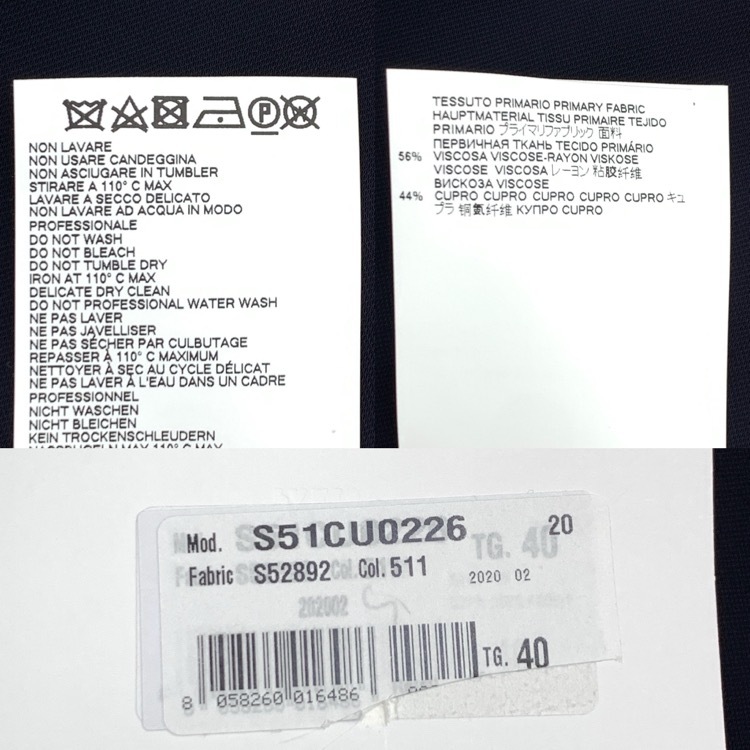 NON LAVARE
NON USARE CANDEGGINA
NON ASCIUGARE IN TUMBLER
STIRARE A 110° C MAX
LAVARE A SECCO DELICATO
NON LAVARE AD ACQUA IN MODO
PROFESSIONALE
DO NOT WASH
DO NOT BLEACH
DO NOT TUMBLE DRY
IRON AT 110° C MAX
DELICATE DRY CLEAN
DO NOT PROFESSIONAL WATER WASH
NE PAS LAVER
NE PAS JAVELLISER
NE PAS SÉCHER PAR CULBUTAGE
REPASSER À 110° C MAXIMUM
NETTOYER À SEC AU CYCLE DÉLICAT
NE PAS LAVER À L'EAU DANS UN CADRE
PROFESSIONNEL
NICHT WASCHEN
NICHT BLEICHEN
KEIN TROCKENSCHLEUDERN
P
TESSUTO PRIMARIO PRIMARY FABRIC
HAUPTMATERIAL TISSU PRIMAIRE TEJIDO
PRIMARIO プライマリファブリック 面料
ПЕРВИЧНАЯ ТКАНЬ TECIDO PRIMÁRIO
56% VISCOSA VISCOSE-RAYON VISKOSE
VISCOSE VISCOSA レーヨン 粘胶纤维
ВИСКОЗА VISCOSE
44% CUPRO CUPRO CUPRO CUPRO CUPRO キュ
プラ 铜氨纤维 КУПРО CUPRO
Mod. S51CU0226 20
TG. 40
Fabric S52892 Col. 511 2020 02
202002
TG. 40
8 058260 016486